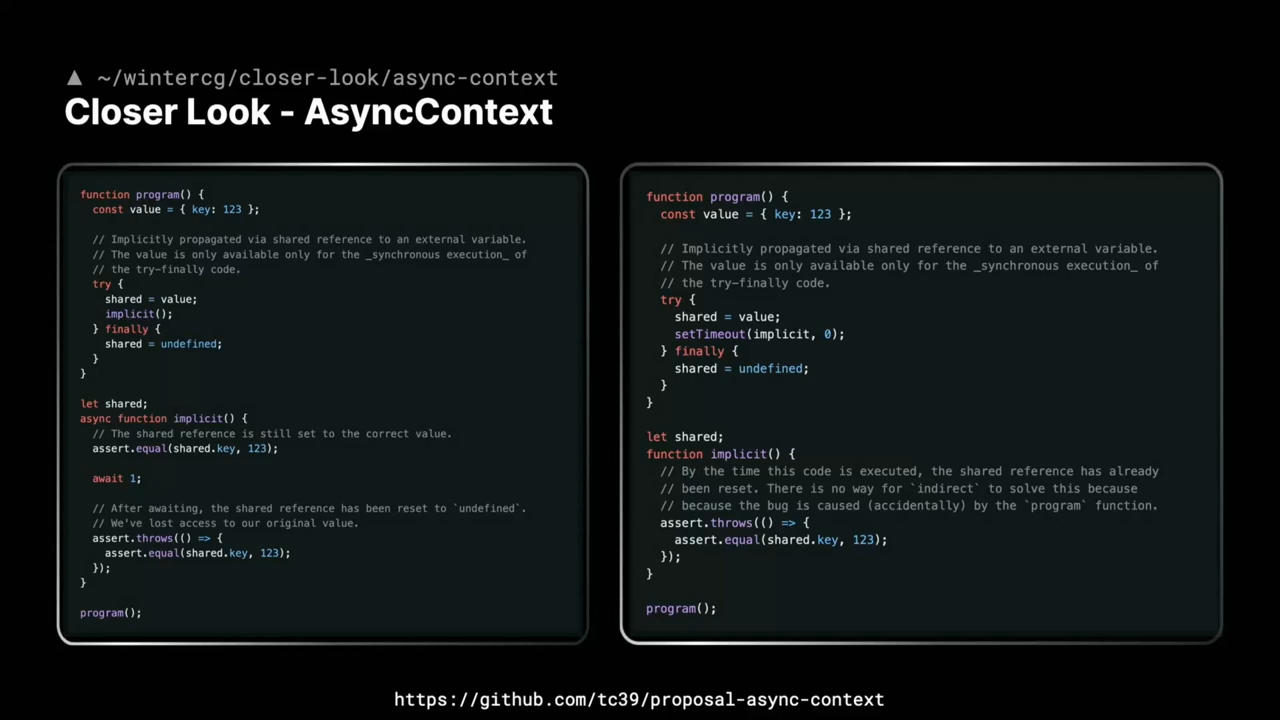 ▲ ~/wintercg/closer-look/async-context
Closer Look - AsyncContext
function program() {
  const value = { key: 123 };

  // Implicitly propagated via shared reference to an external variable.
  // The value is only available only for the _synchronous execution_ of
  // the try-finally code.
  try {
    shared = value;
    implicit();
  } finally {
    shared = undefined;
  }
}

let shared;
async function implicit() {
  // The shared reference is still set to the correct value.
  assert.equal(shared.key, 123);

  await 1;

  // After awaiting, the shared reference has been reset to `undefined`.
  // We've lost access to our original value.
  assert.throws(() => {
    assert.equal(shared.key, 123);
  });
}

program();
function program() {
  const value = { key: 123 };

  // Implicitly propagated via shared reference to an external variable.
  // The value is only available only for the _synchronous execution_ of
  // the try-finally code.
  try {
    shared = value;
    setTimeout(implicit, 0);
  } finally {
    shared = undefined;
  }
}

let shared;
function implicit() {
  // By the time this code is executed, the shared reference has already
  // been reset. There is no way for `indirect` to solve this because
  // because the bug is caused (accidentally) by the `program` function.
  assert.throws(() => {
    assert.equal(shared.key, 123);
  });
}

program();
https://github.com/tc39/proposal-async-context